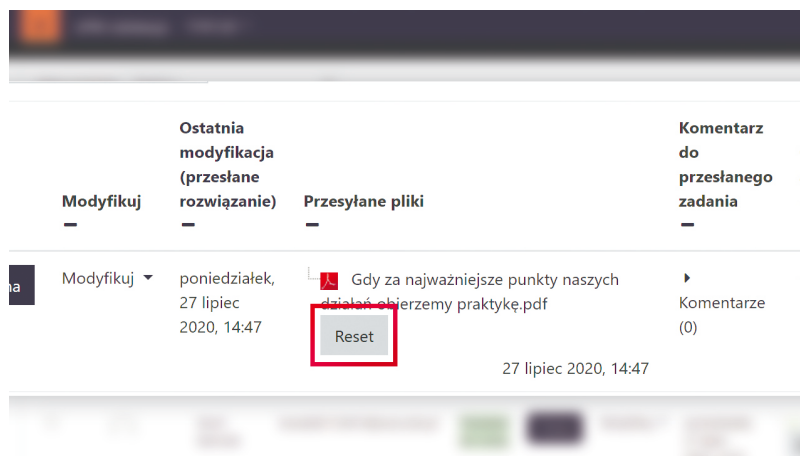 Ostatnia
modyfikacja
(przesłane
rozwiązanie)
Komentarz
do
przesłanego
zadania
Modyfikuj
Przesyłane pliki
na
Modyfikuj
poniedziałek,
27 lipiec
2020, 14:47
Gdy za najważniejsze punkty naszych
działań obierzemy praktykę.pdf
Reset
27 lipiec 2020, 14:47
Komentarze
(0)